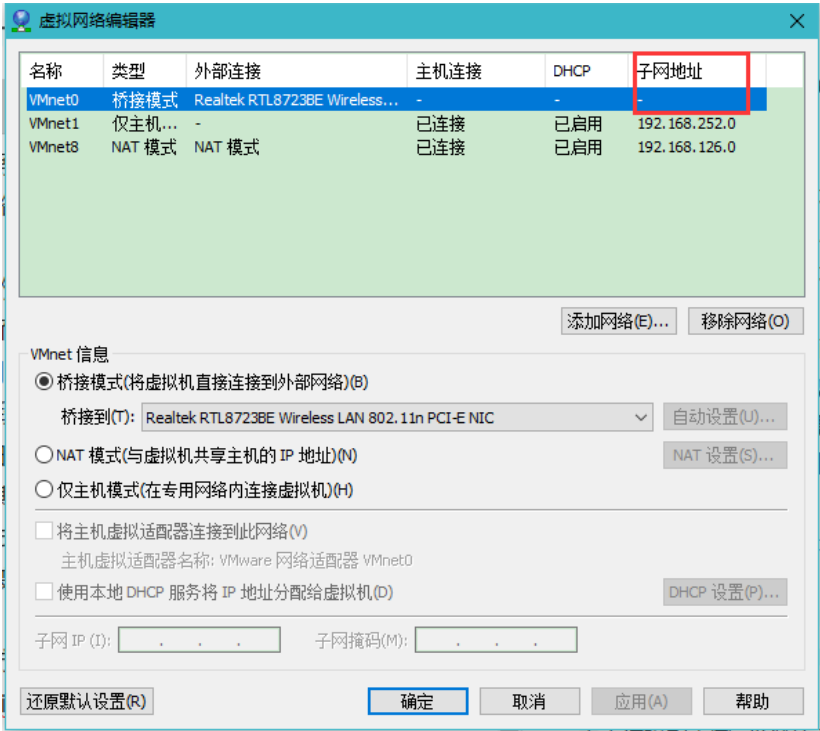 虚拟网络编辑器
名称 类型 外部连接 主机连接 DHCP 子网地址
VMnet0 桥接模式 Realtek RTL8723BE Wireless... - - -
VMnet1 仅主机... - 已连接 已启用 192.168.252.0
VMnet8 NAT 模式 NAT 模式 已连接 已启用 192.168.126.0
添加网络(E)... 移除网络(O)
VMnet 信息
桥接模式(将虚拟机直接连接到外部网络)(B)
桥接到(T): Realtek RTL8723BE Wireless LAN 802.11n PCI-E NIC 自动设置(U)...
NAT 模式(与虚拟机共享主机的 IP 地址)(N) NAT 设置(S)...
仅主机模式(在专用网络内连接虚拟机)(H)
将主机虚拟适配器连接到此网络(V)
主机虚拟适配器名称: VMware 网络适配器 VMnet0
使用本地 DHCP 服务将 IP 地址分配给虚拟机(D) DHCP 设置(P)...
子网 IP (I): . . . 子网掩码(M): . . .
还原默认设置(R) 确定 取消 应用(A) 帮助